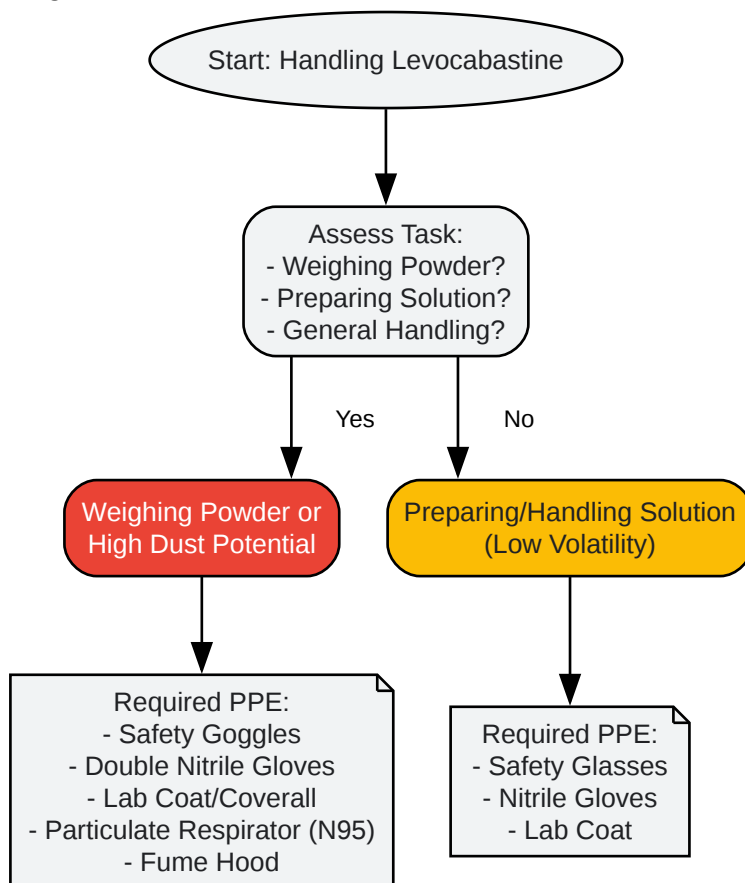 Start: Handling Levocabastine
Assess Task:
- Weighing Powder?
- Preparing Solution?
- General Handling?
Yes
No
Weighing Powder or
High Dust Potential
Preparing/Handling Solution
(Low Volatility)
Required PPE:
- Safety Goggles
- Double Nitrile Gloves
- Lab Coat/Coverall
- Particulate Respirator (N95)
- Fume Hood
Required PPE:
- Safety Glasses
- Nitrile Gloves
- Lab Coat